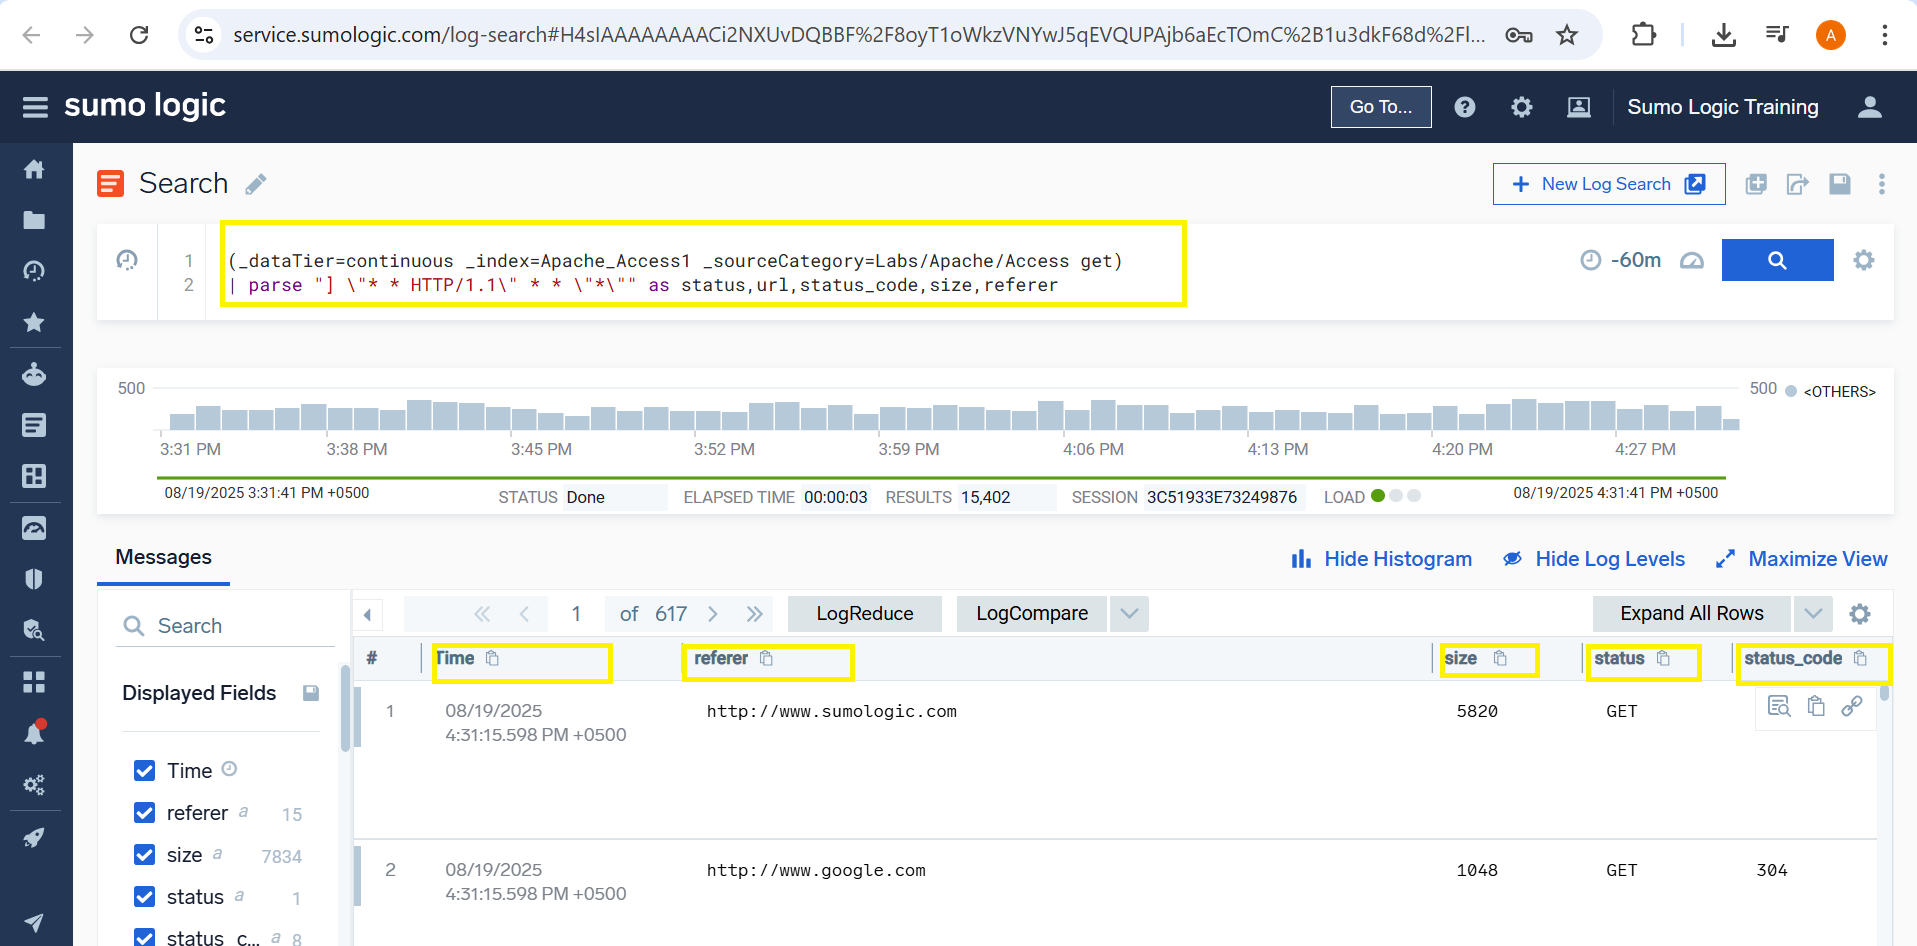 service.sumologic.com/log-search#H4sIAAAAAAAACi2NXUvDQBBF%2F8oyT1oWkzVNYwJ5qEVQUPAjb6aEcTOmC%2B1u3dkF68d%2Fl...
A
sumo logic
Go To...
Sumo Logic Training
Search
New Log Search
1 (_dataTier=continuous _index=Apache_Access1 _sourceCategory=Labs/Apache/Access get)
2 | parse "] \"* * HTTP/1.1\" * * \"*\"" as status,url,status_code,size,referer
-60m
500
500
<OTHERS>
3:31 PM 3:38 PM 3:45 PM 3:52 PM 3:59 PM 4:06 PM 4:13 PM 4:20 PM 4:27 PM
08/19/2025 3:31:41 PM +0500
STATUS Done ELAPSED TIME 00:00:03 RESULTS 15,402 SESSION 3C51933E73249876 LOAD
08/19/2025 4:31:41 PM +0500
Messages
Hide Histogram
Hide Log Levels
Maximize View
Search
1 of 617
LogReduce
LogCompare
Expand All Rows
Displayed Fields
Time
referer a 15
size a 7834
status a 1
status_c... a 8
# Time referer size status status_code
1 08/19/2025 http://www.sumologic.com 5820 GET
4:31:15.598 PM +0500
2 08/19/2025 http://www.google.com 1048 GET 304
4:31:15.598 PM +0500